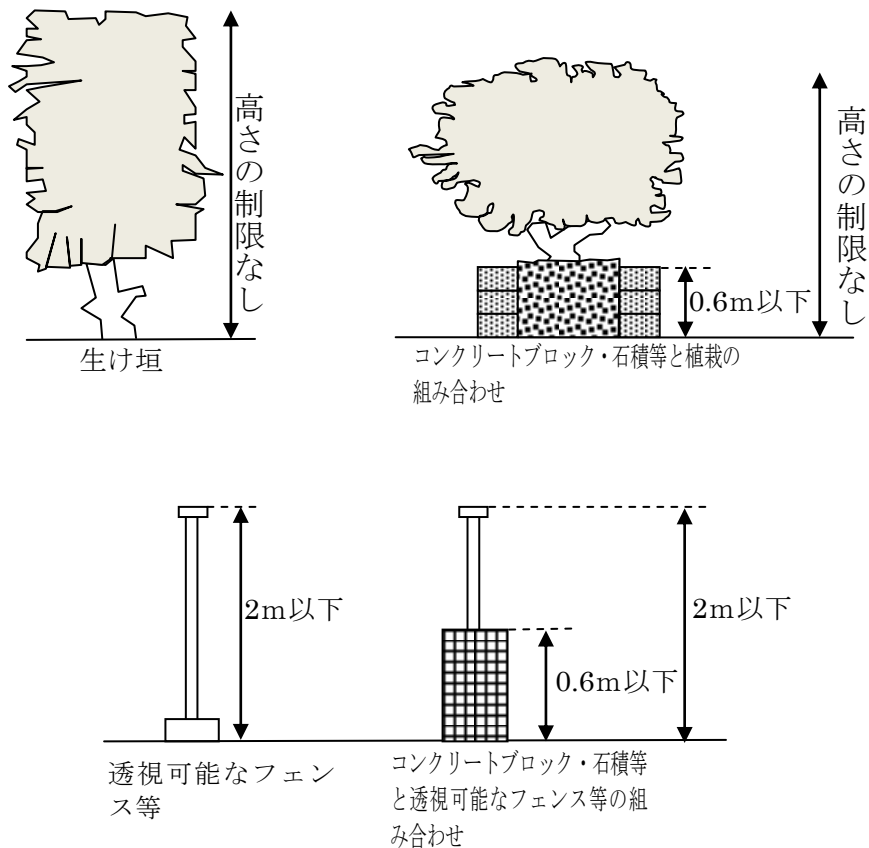 高さの制限なし
生け垣
高さの制限なし
0.6m以下
コンクリートブロック・石積等と植栽の
組み合わせ
2m以下
透視可能なフェン
ス等
2m以下
0.6m以下
コンクリートブロック・石積等
と透視可能なフェンス等の組
み合わせ